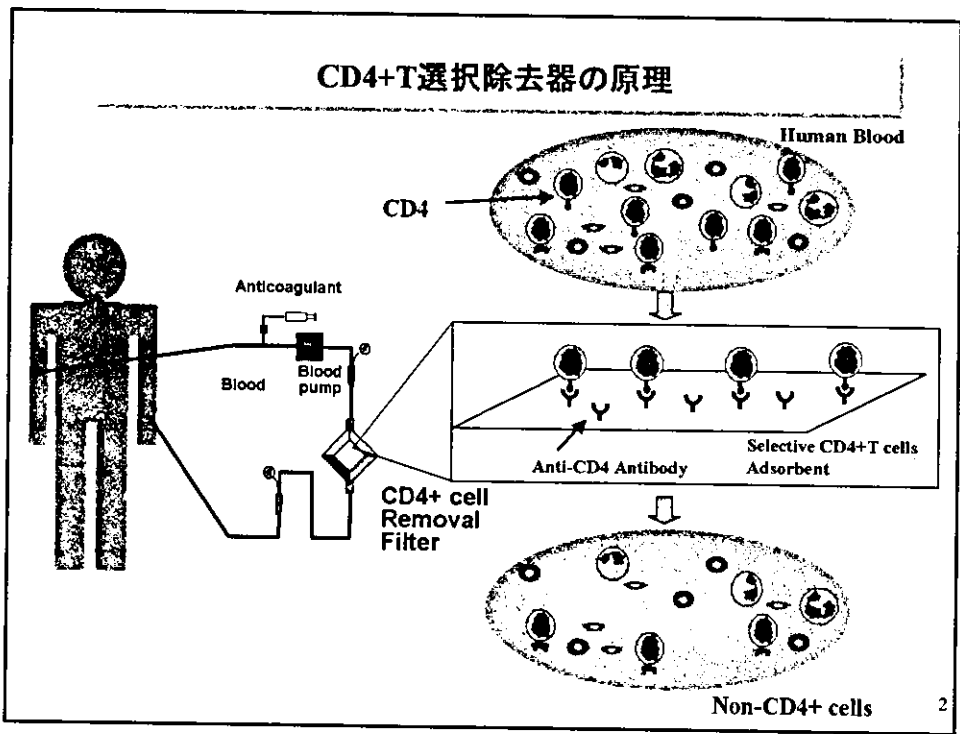 CD4+T選択除去器の原理
Human Blood
CD4
Anticoagulant
Blood
Blood
pump
Anti-CD4 Antibody
Selective CD4+T cells
Adsorbent
CD4+ cell
Removal
Filter
Non-CD4+ cells
2